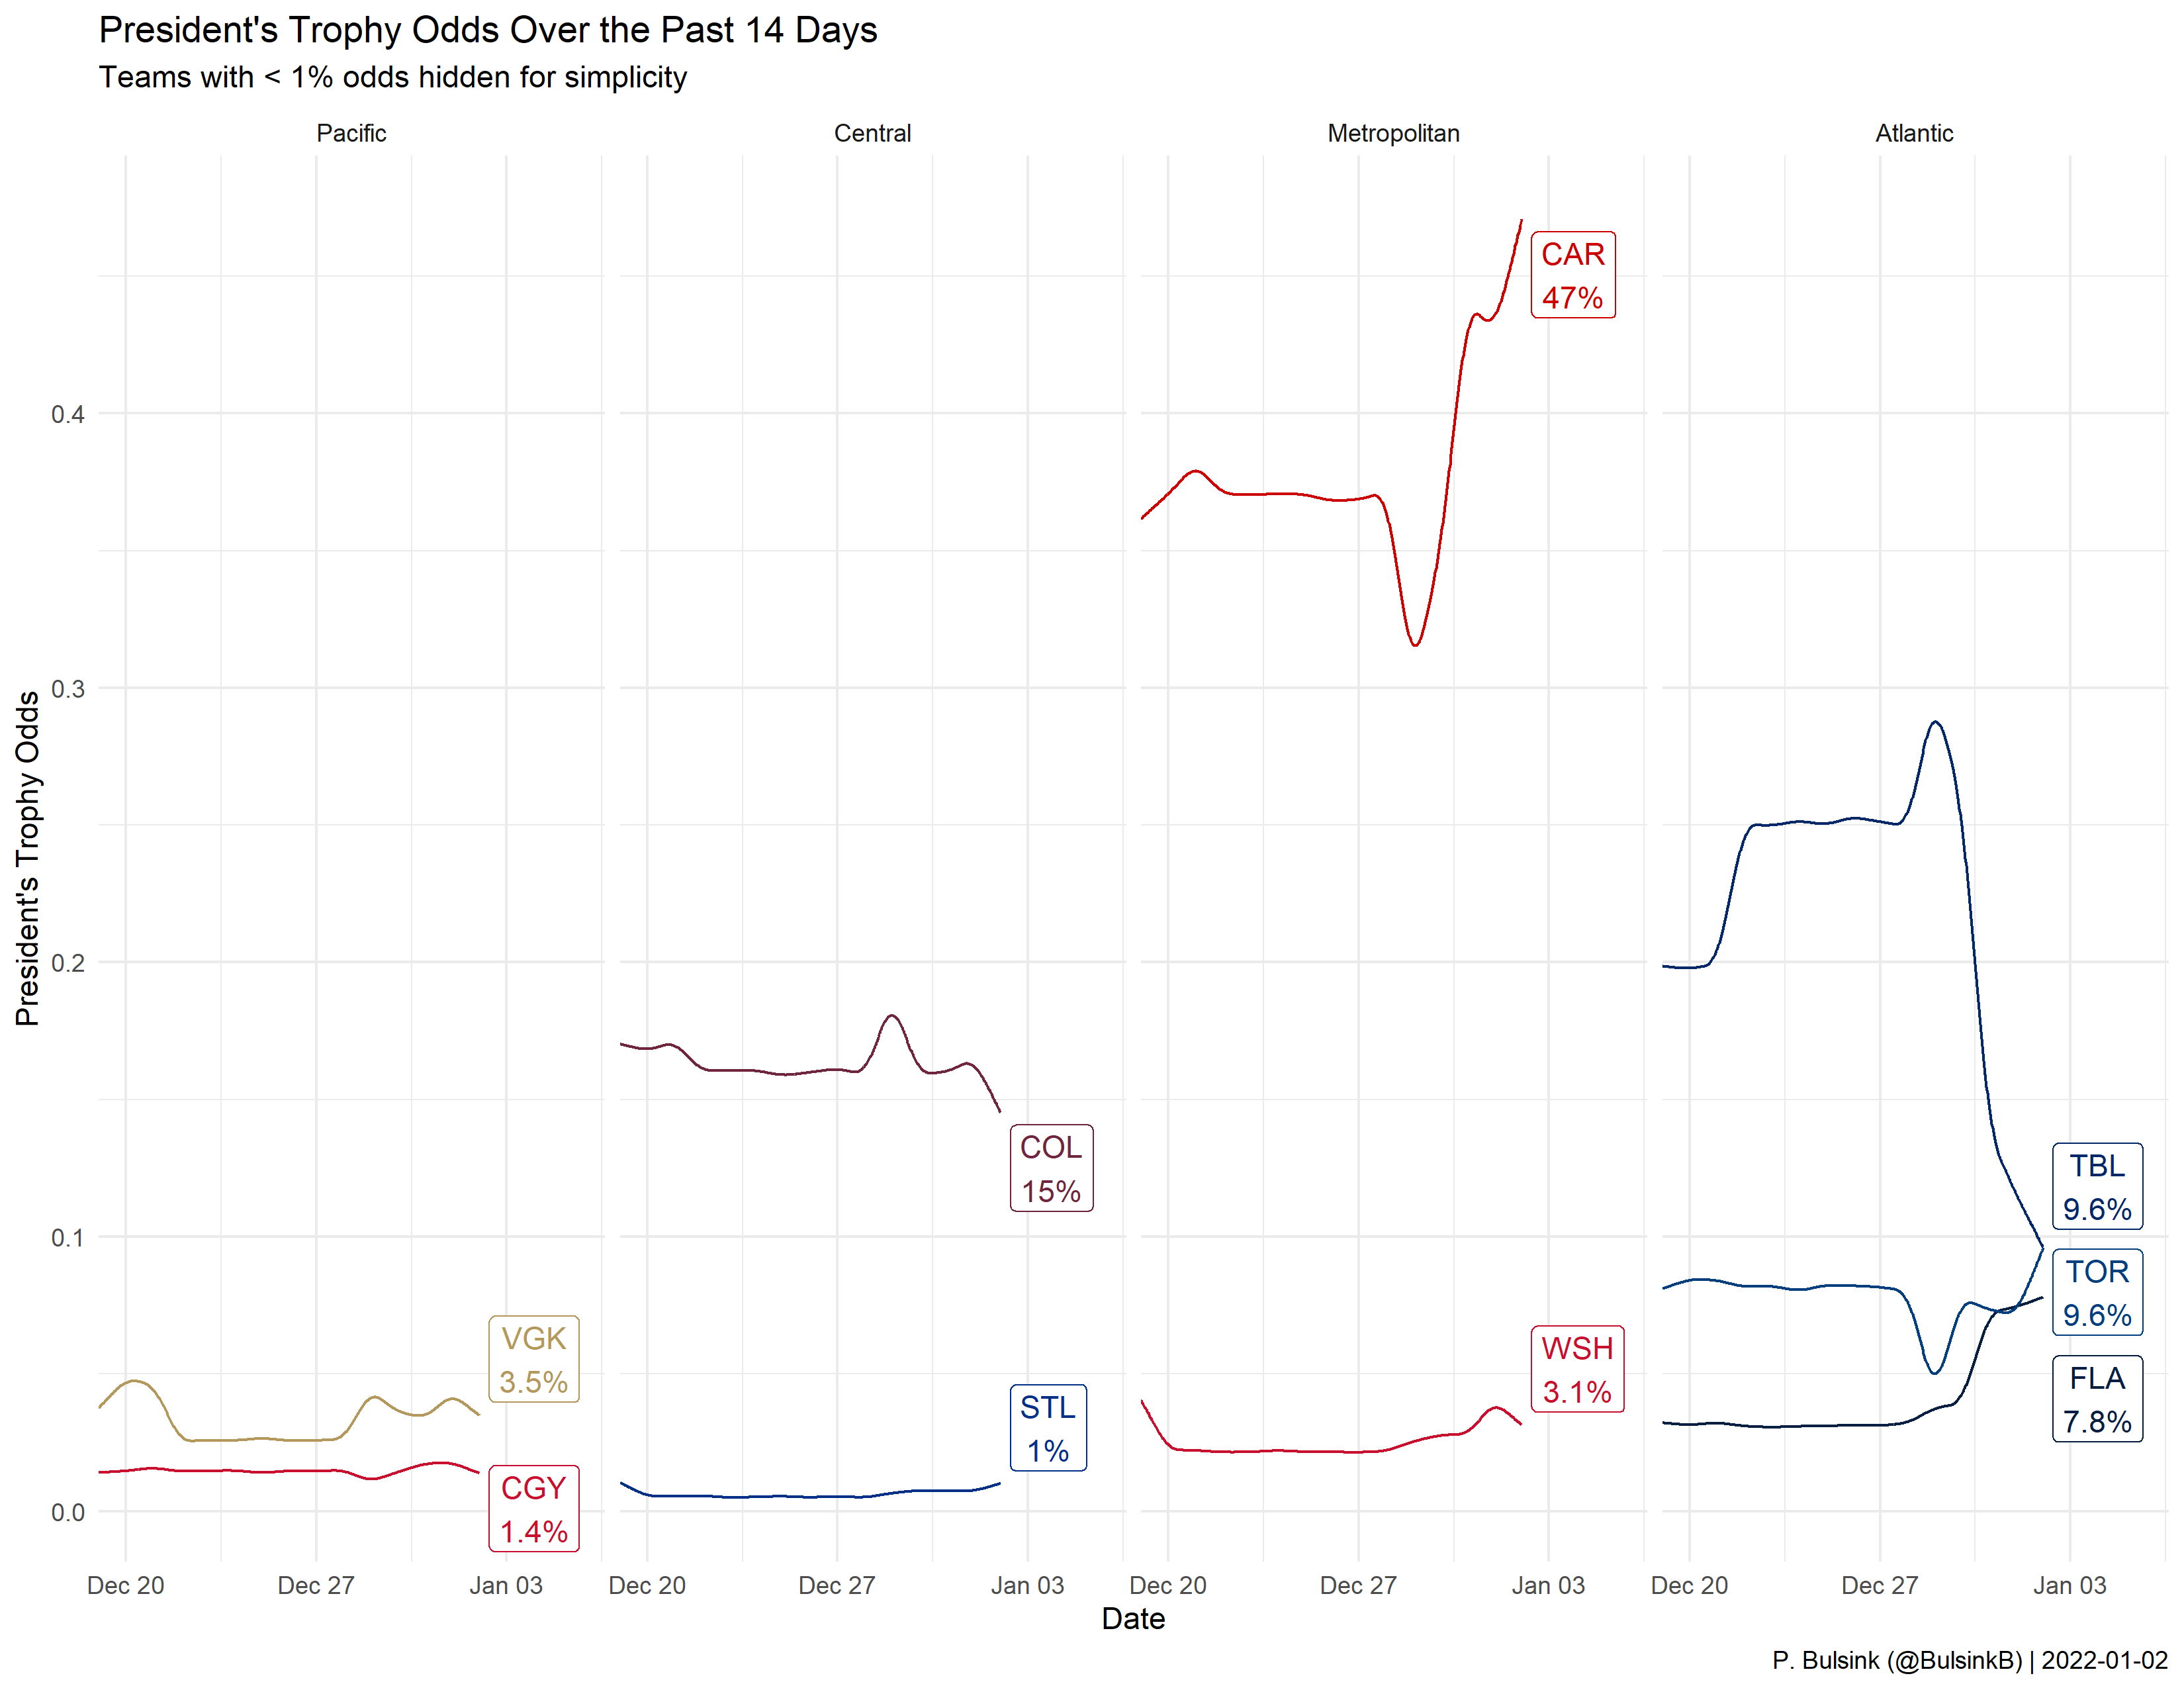 President's Trophy Odds Over the Past 14 Days
Teams with < 1% odds hidden for simplicity
Pacific
Central
Metropolitan
Atlantic
President's Trophy Odds
0.4
0.3
0.2
0.1
0.0
VGK
3.5%
CGY
1.4%
COL
15%
STL
1%
CAR
47%
WSH
3.1%
TBL
9.6%
TOR
9.6%
FLA
7.8%
Dec 20 Dec 27 Jan 03
Dec 20 Dec 27 Jan 03
Dec 20 Dec 27 Jan 03
Dec 20 Dec 27 Jan 03
Date
P. Bulsink (@BulsinkB) | 2022-01-02